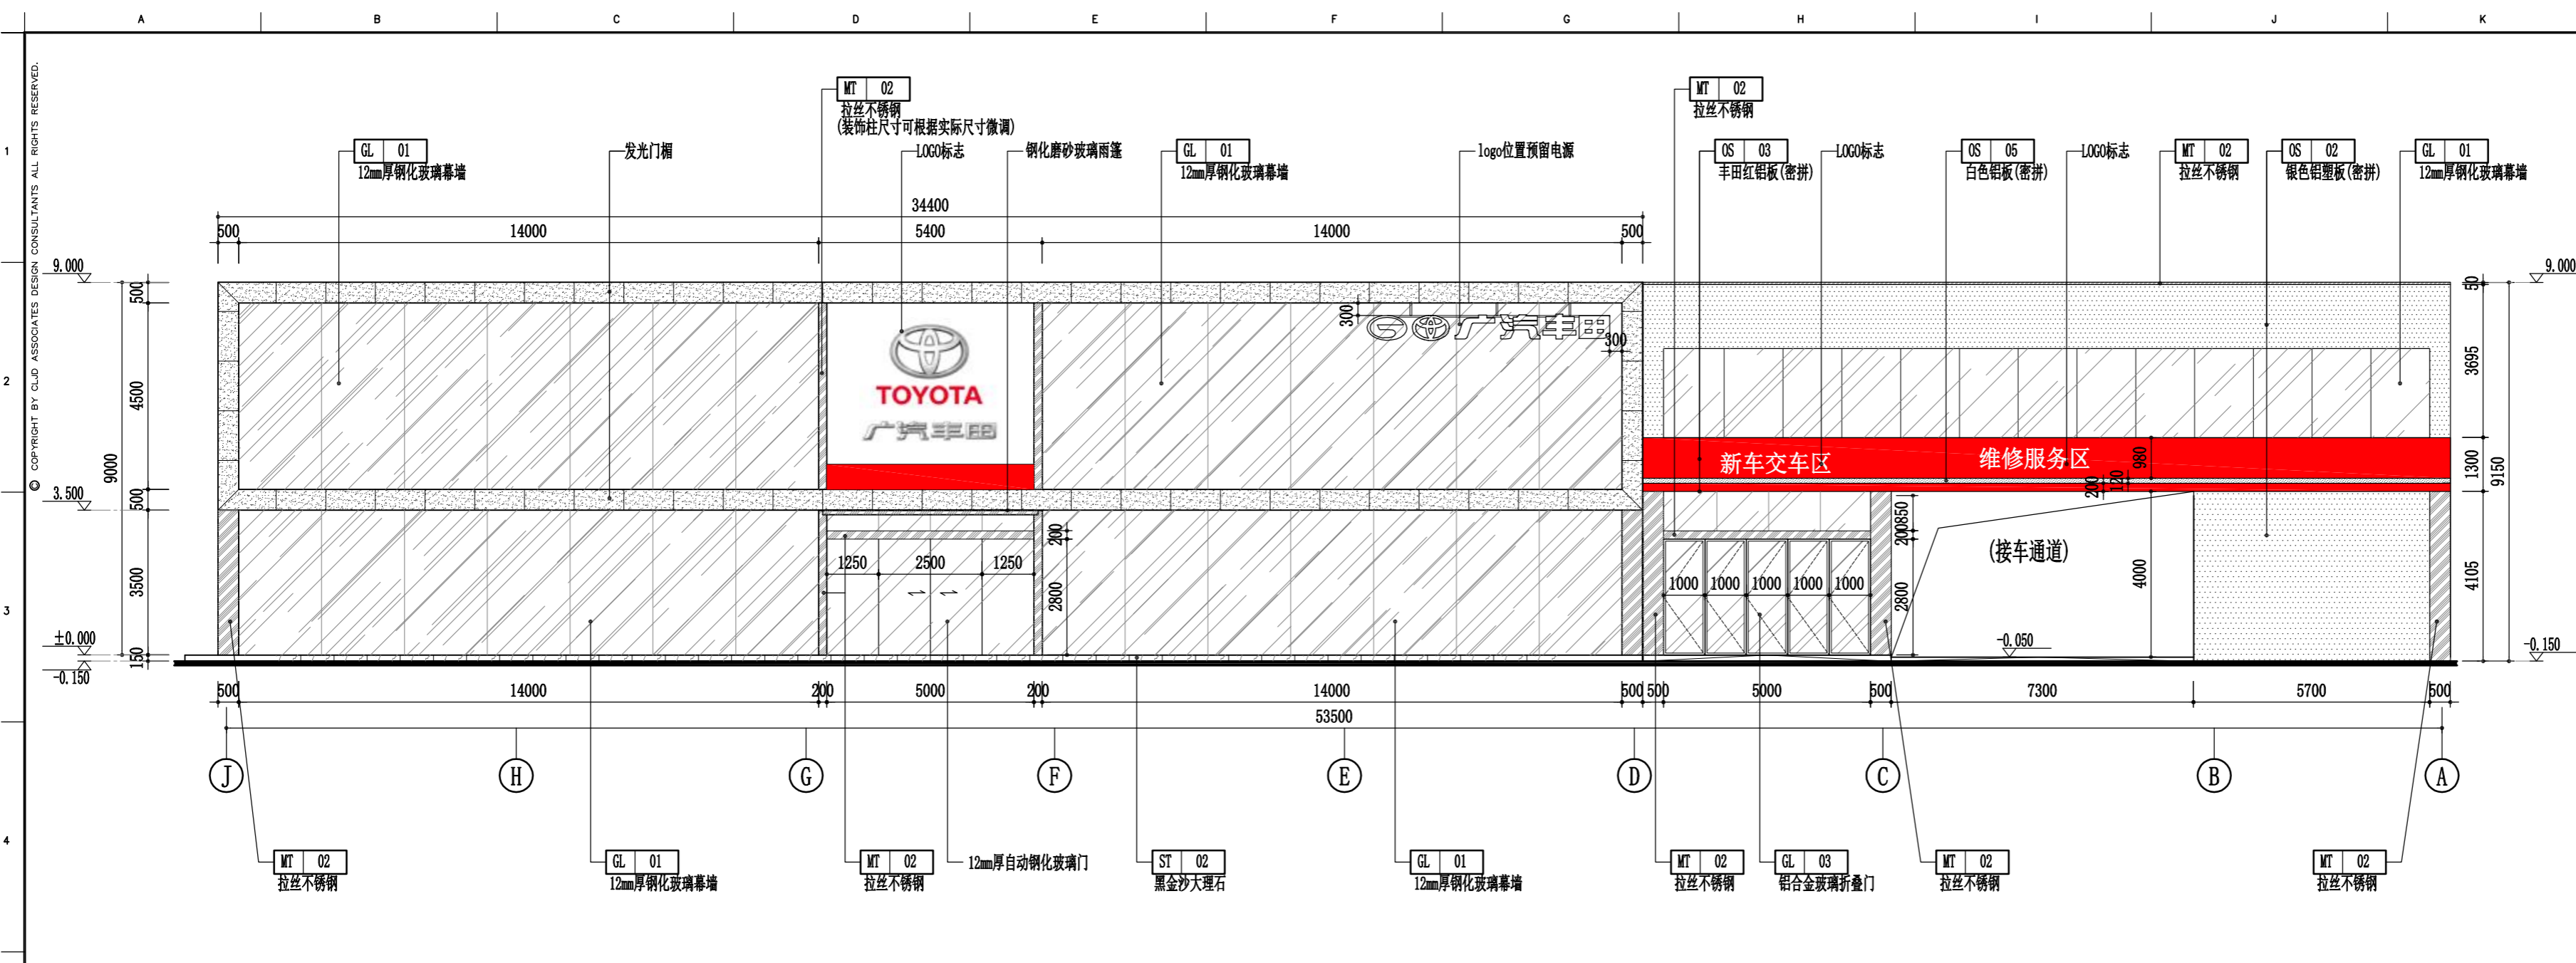 A B C D E F G H I J K
1
2
3
4
© COPYRIGHT BY CLJD ASSOCIATES DESIGN CONSULTANTS ALL RIGHTS RESERVED.
MT 02
拉丝不锈钢
(装饰柱尺寸可根据实际尺寸微调)
MT 02
拉丝不锈钢
GL 01
12mm厚钢化玻璃幕墙
发光门楣
LOGO标志
钢化磨砂玻璃雨篷
GL 01
12mm厚钢化玻璃幕墙
logo位置预留电源
OS 03
丰田红铝板(密拼)
LOGO标志
OS 05
白色铝板(密拼)
LOGO标志
MT 02
拉丝不锈钢
OS 02
银色铝塑板(密拼)
GL 01
12mm厚钢化玻璃幕墙
34400
500 14000 5400 14000 500
9.000
3.500
±0.000
-0.150
9000
500
4500
500
3500
150
TOYOTA
广汽丰田
300
广汽丰田
300
新车交车区
维修服务区
980
120
200
9.000
50
3695
1300
9150
4105
-0.150
200
2800
1250 2500 1250
850
200
2800
1000 1000 1000 1000 1000
(接车通道)
4000
-0.050
500 14000 200 5000 200 14000 500 500 5000 500 7300 5700 500
53500
J H G F E D C B A
MT 02
拉丝不锈钢
GL 01
12mm厚钢化玻璃幕墙
MT 02
拉丝不锈钢
12mm厚自动钢化玻璃门
ST 02
黑金沙大理石
GL 01
12mm厚钢化玻璃幕墙
MT 02
拉丝不锈钢
GL 03
铝合金玻璃折叠门
MT 02
拉丝不锈钢
MT 02
拉丝不锈钢